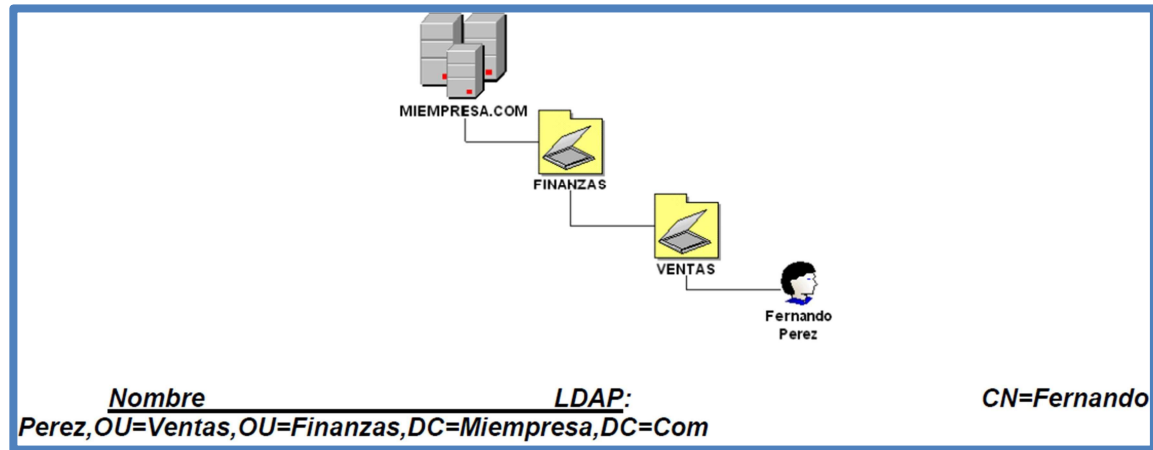 MIEMPRESA.COM
FINANZAS
VENTAS
Fernando
Perez
Nombre LDAP: CN=Fernando
Perez,OU=Ventas,OU=Finanzas,DC=Miempresa,DC=Com